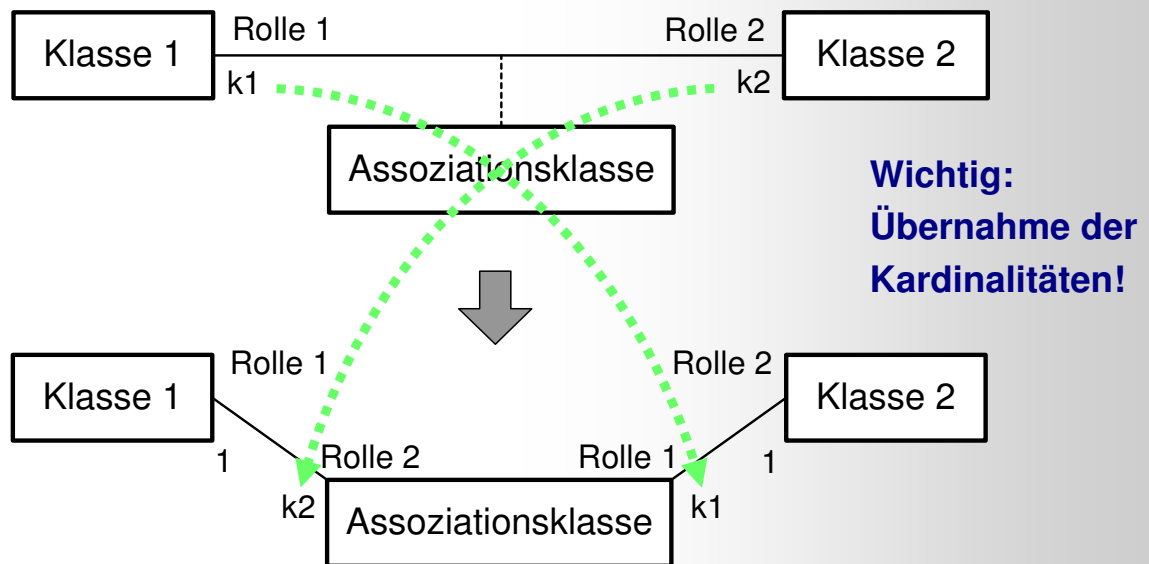 Klasse 1
Rolle 1
Rolle 2
Klasse 2
k1
k2
Assoziationsklasse
Wichtig:
Übernahme der
Kardinalitäten!
Klasse 1
Rolle 1
Rolle 2
Klasse 2
1
Rolle 2
Rolle 1
1
k2
Assoziationsklasse
k1